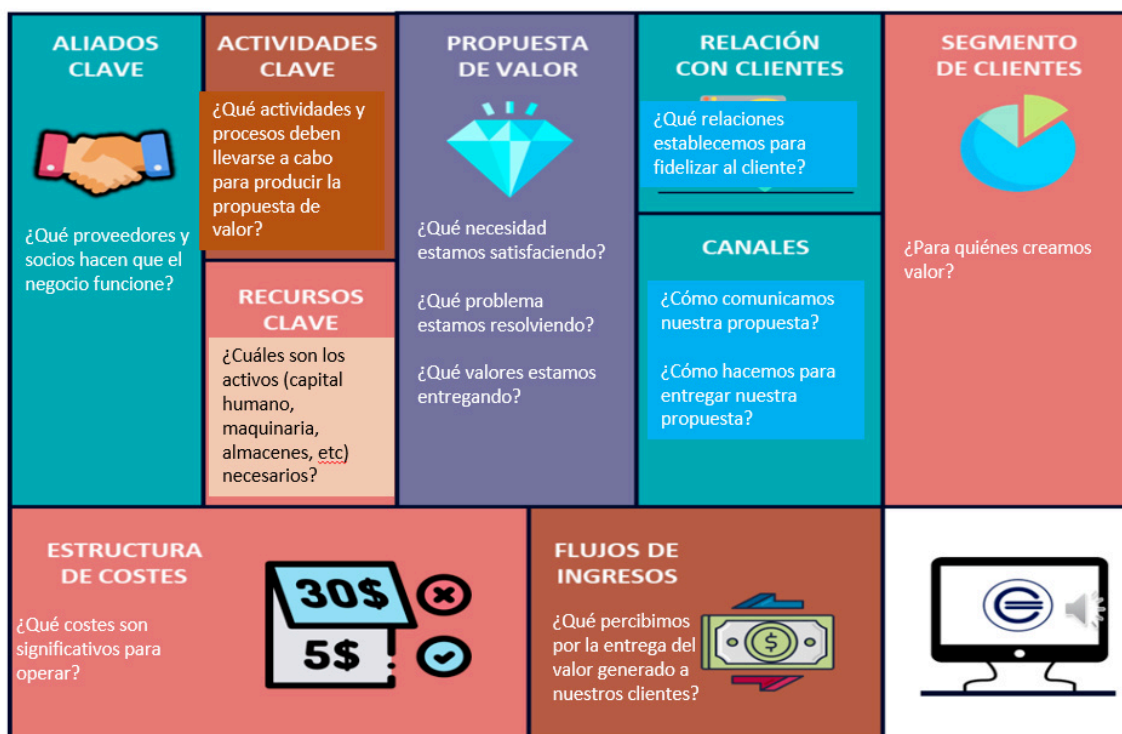 ALIADOS
CLAVE
¿Qué proveedores y
socios hacen que el
negocio funcione?
ACTIVIDADES
CLAVE
¿Qué actividades y
procesos deben
llevarse a cabo
para producir la
propuesta de
valor?
RECURSOS
CLAVE
¿Cuáles son los
activos (capital
humano,
maquinaria,
almacenes, etc)
necesarios?
PROPUESTA
DE VALOR
¿Qué necesidad
estamos satisfaciendo?
¿Qué problema
estamos resolviendo?
¿Qué valores estamos
entregando?
RELACIÓN
CON CLIENTES
¿Qué relaciones
establecemos para
fidelizar al cliente?
CANALES
¿Cómo comunicamos
nuestra propuesta?
¿Cómo hacemos para
entregar nuestra
propuesta?
SEGMENTO
DE CLIENTES
¿Para quiénes creamos
valor?
ESTRUCTURA
DE COSTES
¿Qué costes son
significativos para
operar?
30$
5$
FLUJOS DE
INGRESOS
¿Qué percibimos
por la entrega del
valor generado a
nuestros clientes?
$